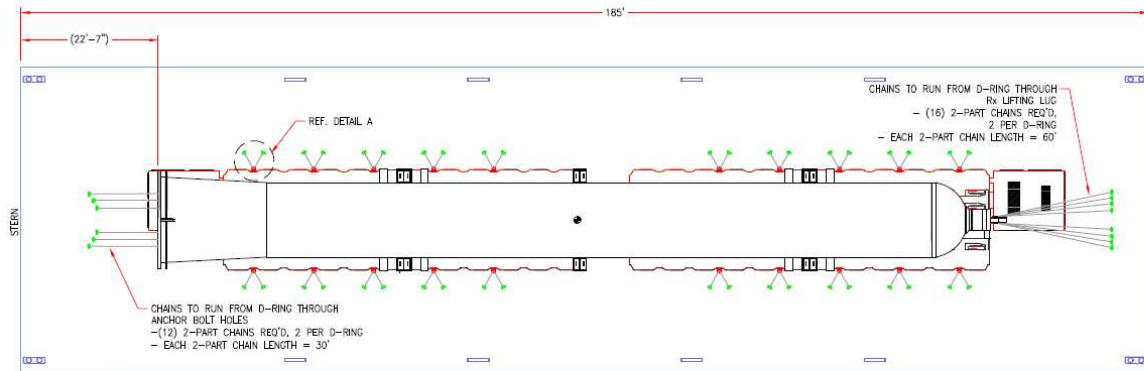 185'
(22'-7")
CHAINS TO RUN FROM D-RING THROUGH
Rx LIFTING LUG
- (16) 2-PART CHAINS REQ'D,
2 PER D-RING
- EACH 2-PART CHAIN LENGTH = 60'
REF. DETAIL A
STERN
CHAINS TO RUN FROM D-RING THROUGH
ANCHOR BOLT HOLES
-(12) 2-PART CHAINS REQ'D, 2 PER D-RING
- EACH 2-PART CHAIN LENGTH = 30'